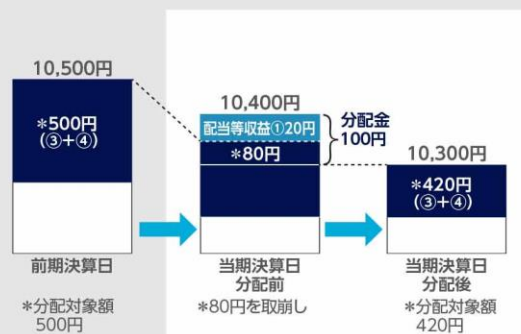 10,500円
*500円
(③+④)
前期決算日
*分配対象額
500円
10,400円
配当等収益①20円
*80円
分配金
100円
当期決算日
分配前
*80円を取崩し
10,300円
*420円
(③+④)
当期決算日
分配後
*分配対象額
420円